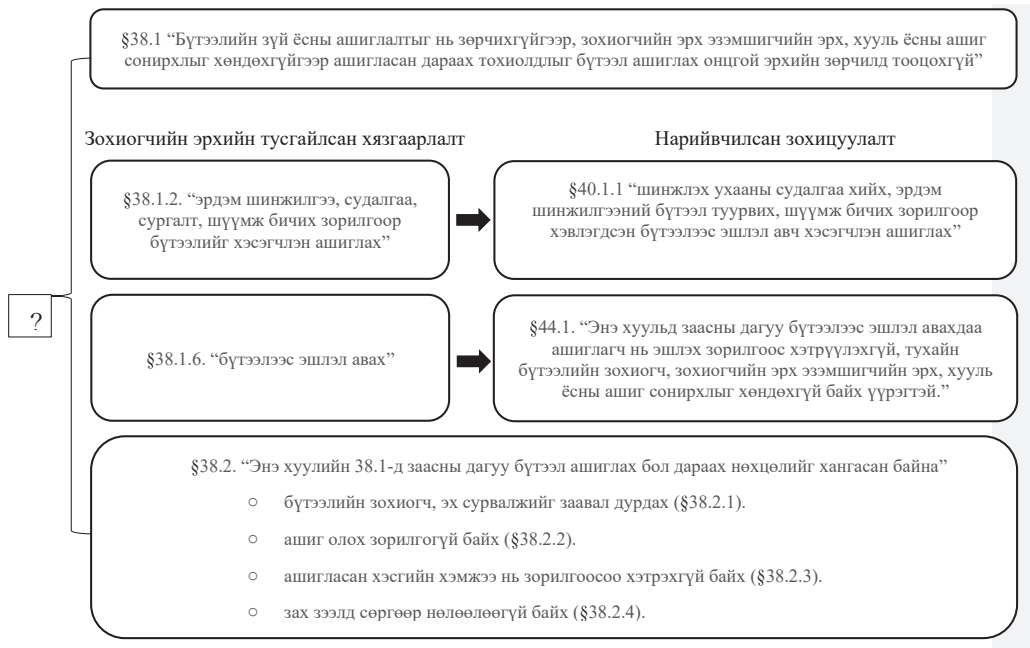 §38.1 “Бүтээлийн зүй ёсны ашиглалтыг нь зөрчихгүйгээр, зохиогчийн эрх эзэмшигчийн эрх, хууль ёсны ашиг
сонирхлыг хөндөхгүйгээр ашигласан дараах тохиолдлыг бүтээл ашиглах онцгой эрхийн зөрчилд тооцохгүй”
Зохиогчийн эрхийн тусгайлсан хязгаарлалт
Нарийвчилсан зохицуулалт
§38.1.2. “эрдэм шинжилгээ, судалгаа,
сургалт, шүүмж бичих зорилгоор
бүтээлийг хэсэгчлэн ашиглах”
§40.1.1 “шинжлэх ухааны судалгаа хийх, эрдэм
шинжилгээний бүтээл туурвих, шүүмж бичих зорилгоор
хэвлэгдсэн бүтээлээс эшлэл авч хэсэгчлэн ашиглах”
?
§38.1.6. “бүтээлээс эшлэл авах”
§44.1. “Энэ хуульд заасны дагуу бүтээлээс эшлэл авахдаа
ашиглагч нь эшлэх зорилгоос хэтрүүлэхгүй, тухайн
бүтээлийн зохиогч, зохиогчийн эрх эзэмшигчийн эрх, хууль
ёсны ашиг сонирхлыг хөндөхгүй байх үүрэгтэй.”
§38.2. “Энэ хуулийн 38.1-д заасны дагуу бүтээл ашиглах бол дараах нөхцөлийг хангасан байна”
○ бүтээлийн зохиогч, эх сурвалжийг заавал дурдах (§38.2.1).
○ ашиг олох зорилгогүй байх (§38.2.2).
○ ашигласан хэсгийн хэмжээ нь зорилгоосоо хэтрэхгүй байх (§38.2.3).
○ зах зээлд сөргөөр нөлөөлөөгүй байх (§38.2.4).